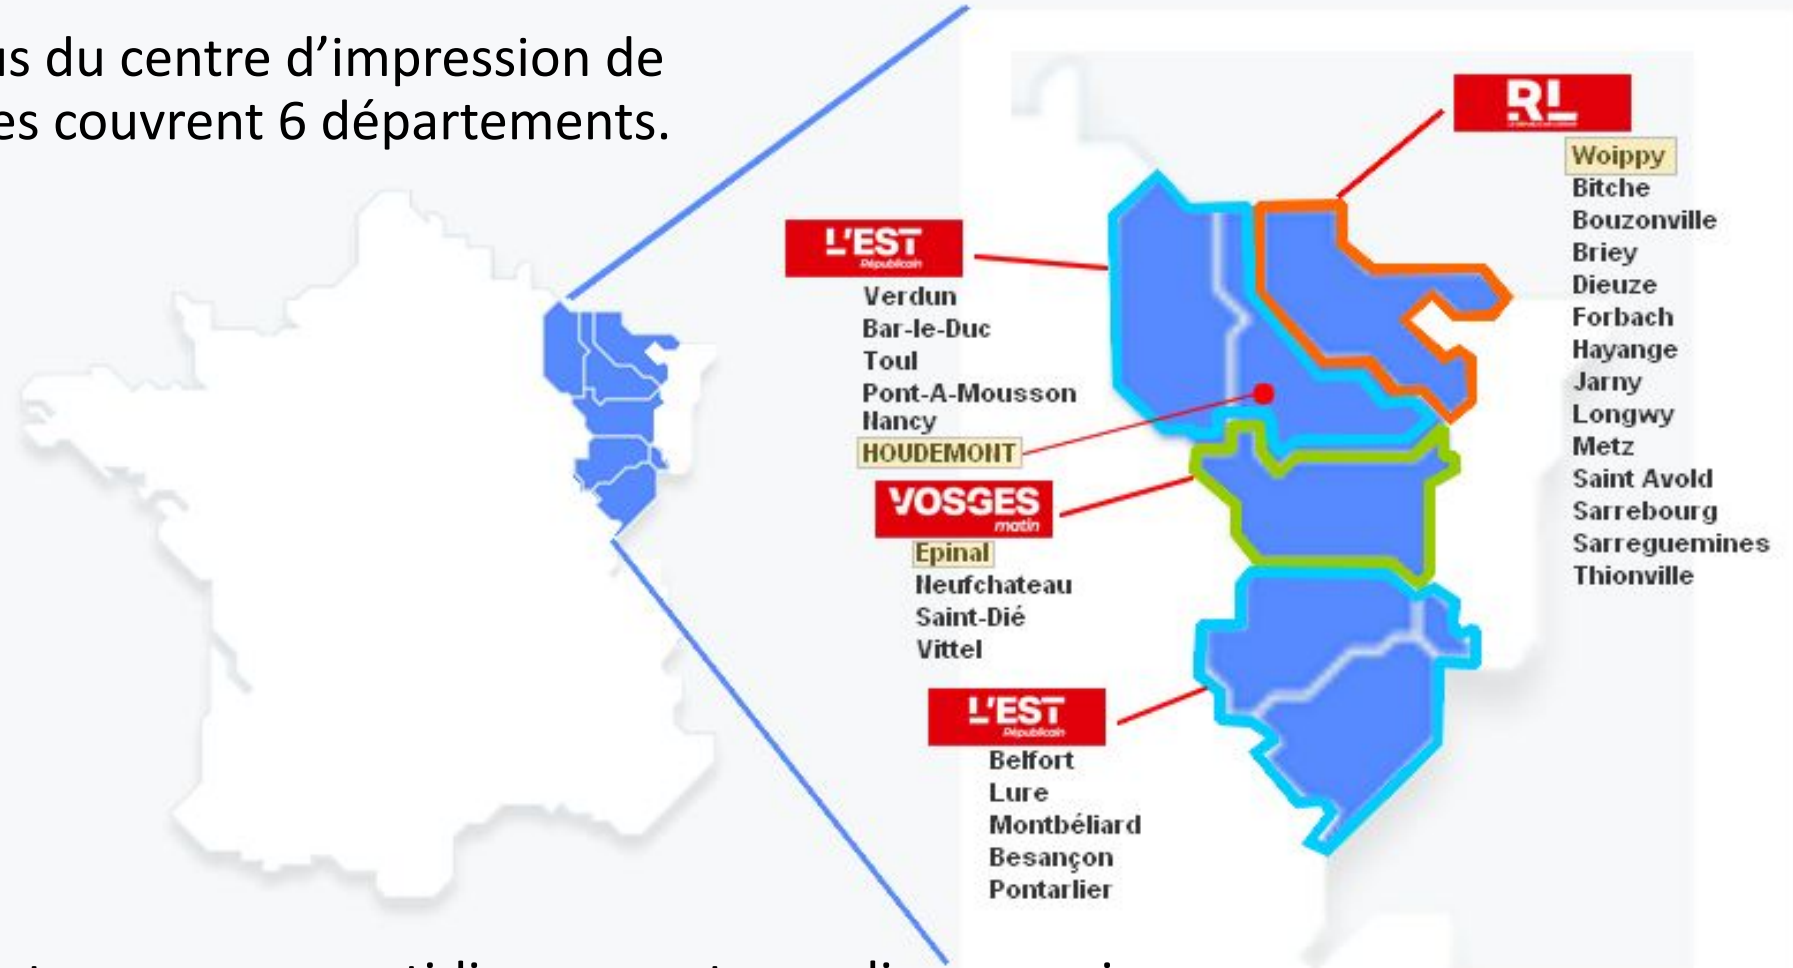 us du centre d’impression de
es couvrent 6 départements.
RL
Woippy
Bitche
Bouzonville
Briey
Dieuze
Forbach
Hayange
Jarny
Longwy
Metz
Saint Avold
Sarrebourg
Sarreguemines
Thionville
L'EST
Républicain
Verdun
Bar-le-Duc
Toul
Pont-A-Mousson
Nancy
HOUDEMONT
VOSGES
matin
Epinal
Neufchateau
Saint-Dié
Vittel
L'EST
Républicain
Belfort
Lure
Montbéliard
Besançon
Pontarlier